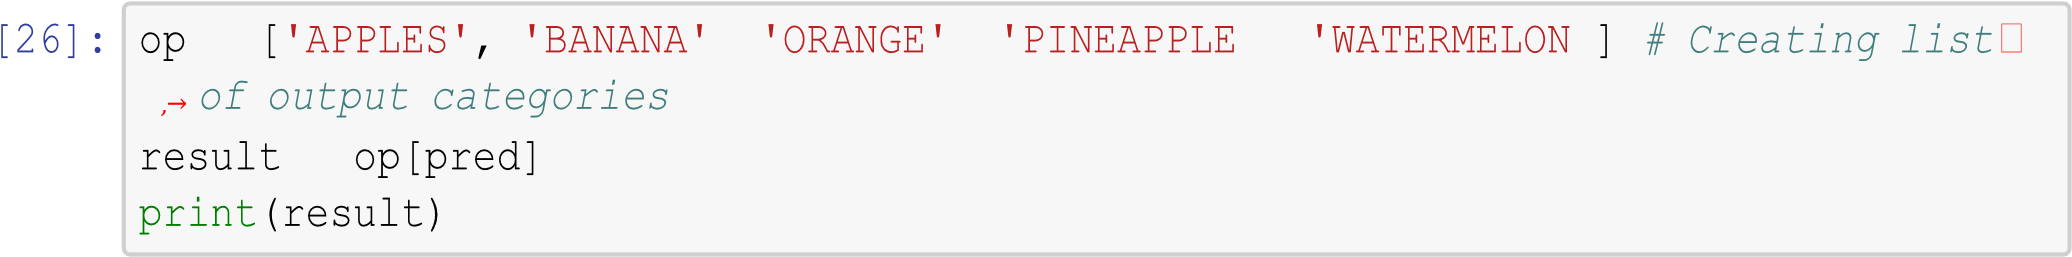 [26]: op ['APPLES', 'BANANA' 'ORANGE' 'PINEAPPLE 'WATERMELON ] # Creating list
of output categories
result op[pred]
print(result)